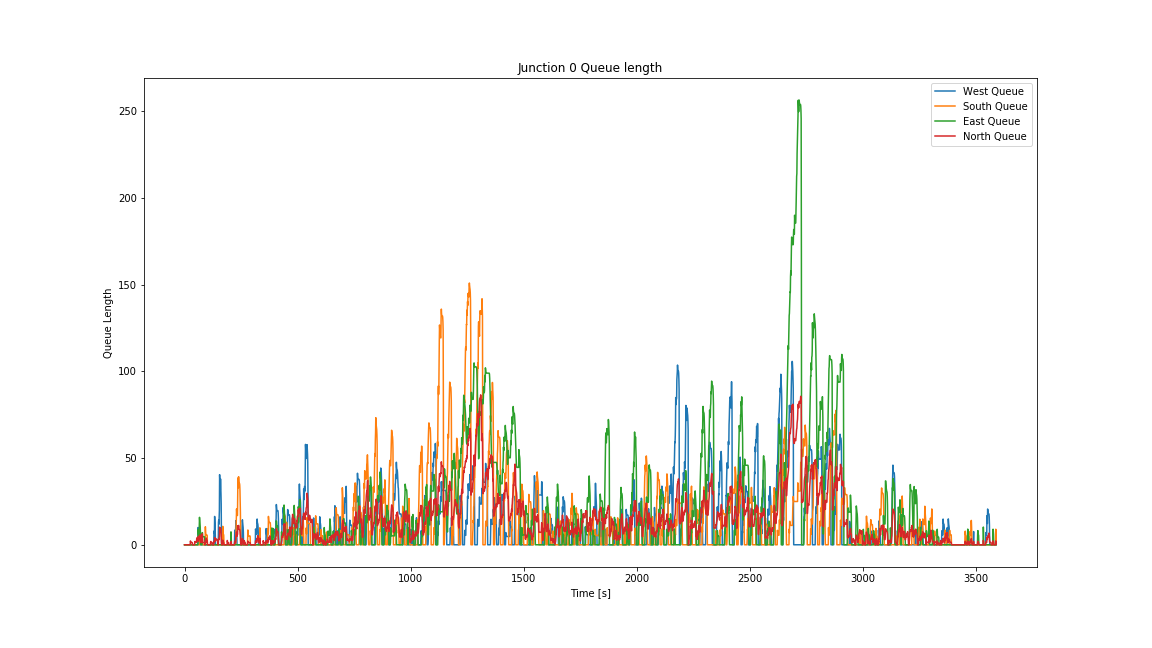 Junction 0 Queue length
West Queue
South Queue
East Queue
North Queue
250
200
150
100
50
0
Queue Length
0 500 1000 1500 2000 2500 3000 3500
Time [s]